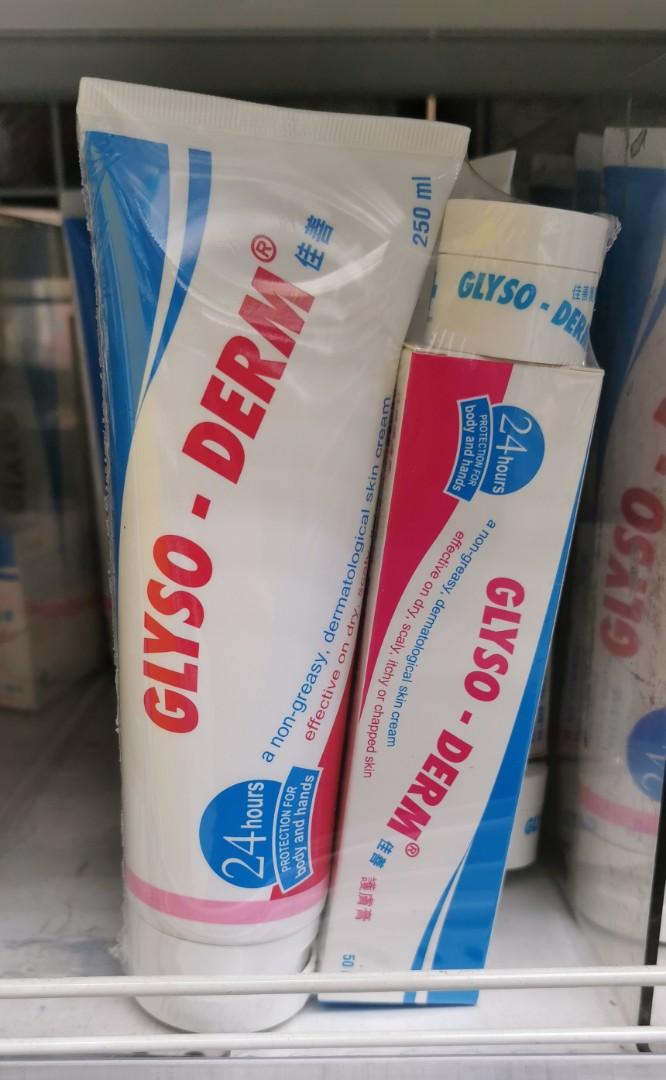 GLYSO - DERM® 佳善
250 ml
a non-greasy, dermatological skin cream
effective on dry,
24 hours
PROTECTION FOR
body and hands
GLYSO - DERM
24 hours
PROTECTION FOR
body and hands
a non-greasy, dermatological skin cream
effective on dry, scaly, itchy or chapped skin
GLYSO - DERM® 佳善 護膚膏
50
GLYSO